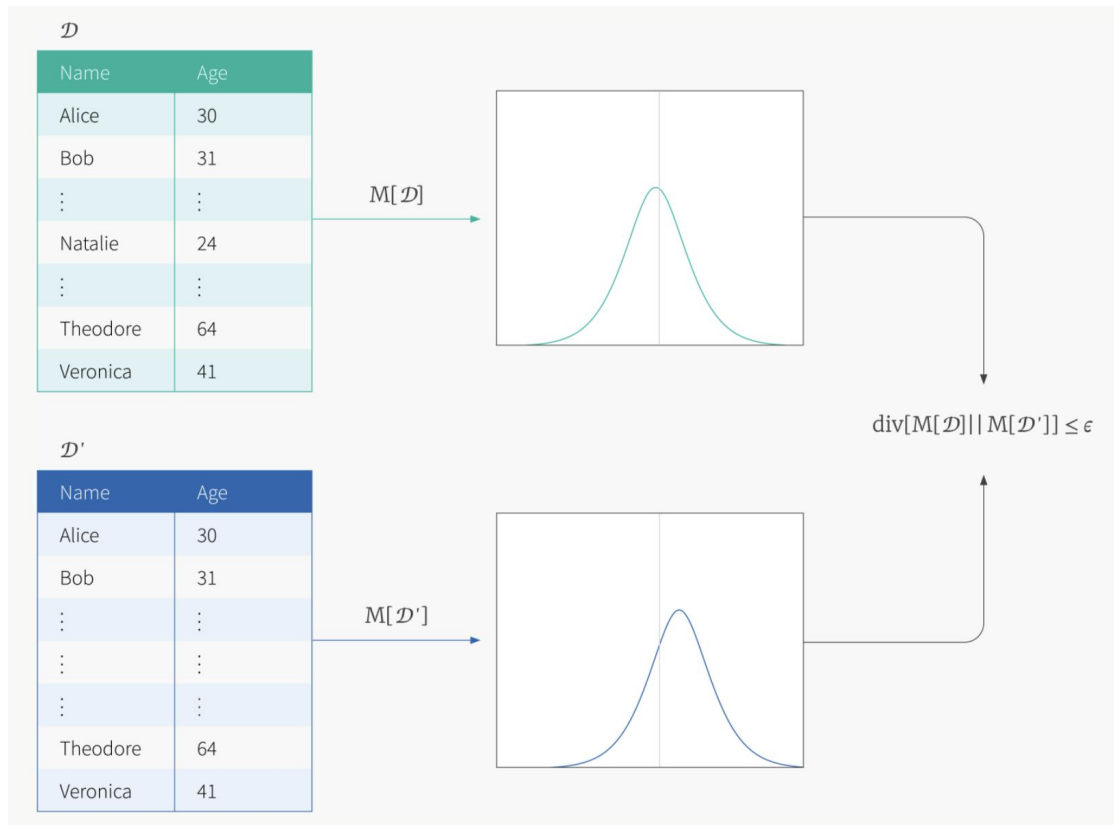 𝒟
Name Age
Alice 30
Bob 31
⋮ ⋮
Natalie 24
⋮ ⋮
Theodore 64
Veronica 41
M[𝒟]
div[M[𝒟]||M[𝒟']] ≤ ϵ
𝒟'
Name Age
Alice 30
Bob 31
⋮ ⋮
⋮ ⋮
⋮ ⋮
Theodore 64
Veronica 41
M[𝒟']